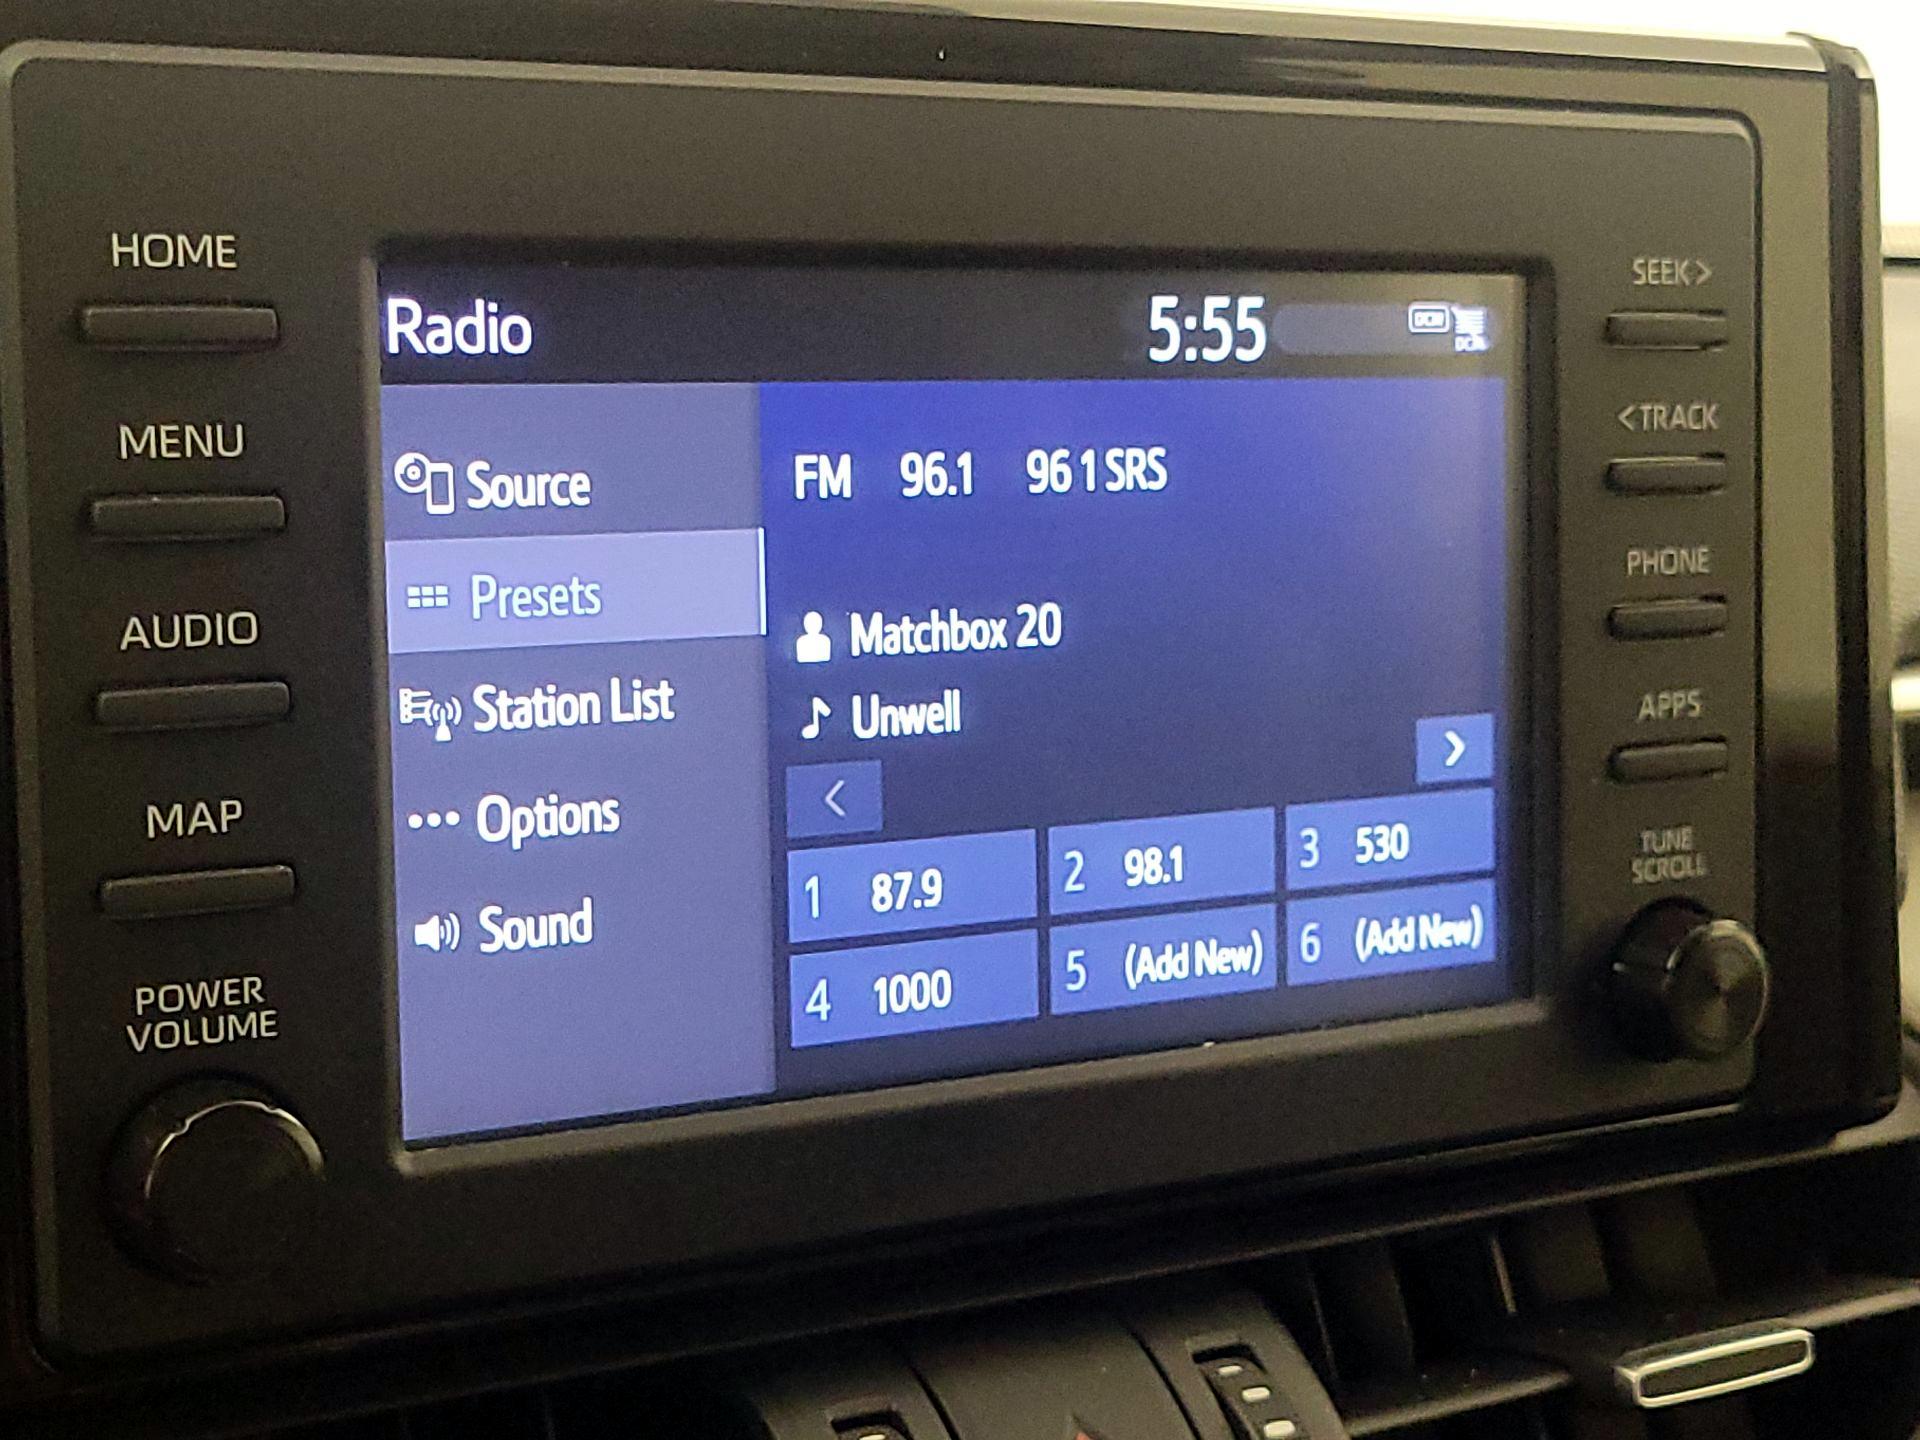 HOME
MENU
AUDIO
MAP
POWER
VOLUME
Radio
5:55
DCM
DCM
Source
Presets
Station List
Options
Sound
FM 96.1 96 1 SRS
Matchbox 20
Unwell
<
>
1 87.9
2 98.1
3 530
4 1000
5 (Add New)
6 (Add New)
SEEK >
< TRACK
PHONE
APPS
TUNE
SCROLL